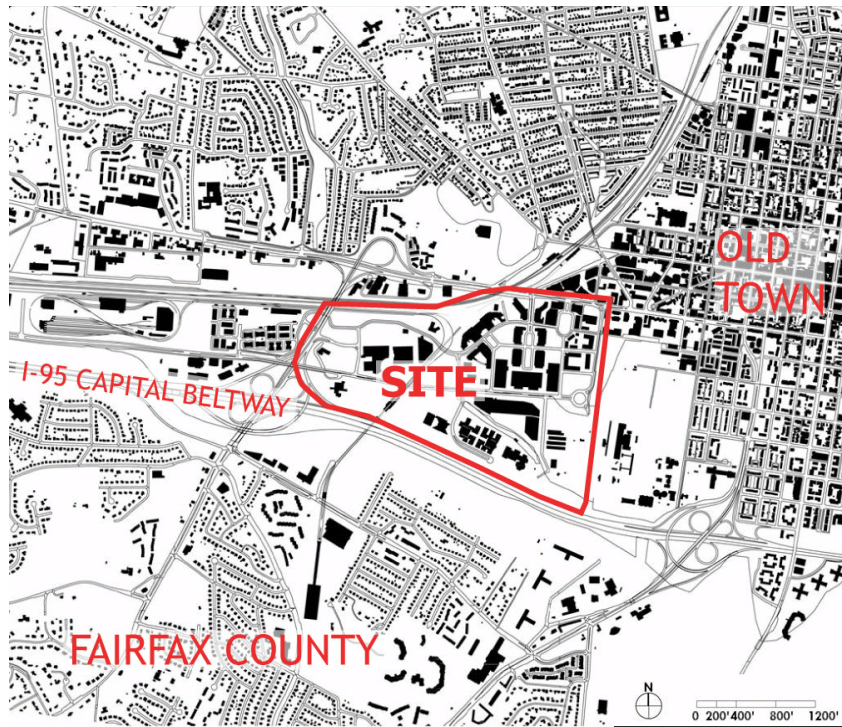 OLD
TOWN
SITE
I-95 CAPITAL BELTWAY
FAIRFAX COUNTY
N
0 200' 400' 800' 1200'